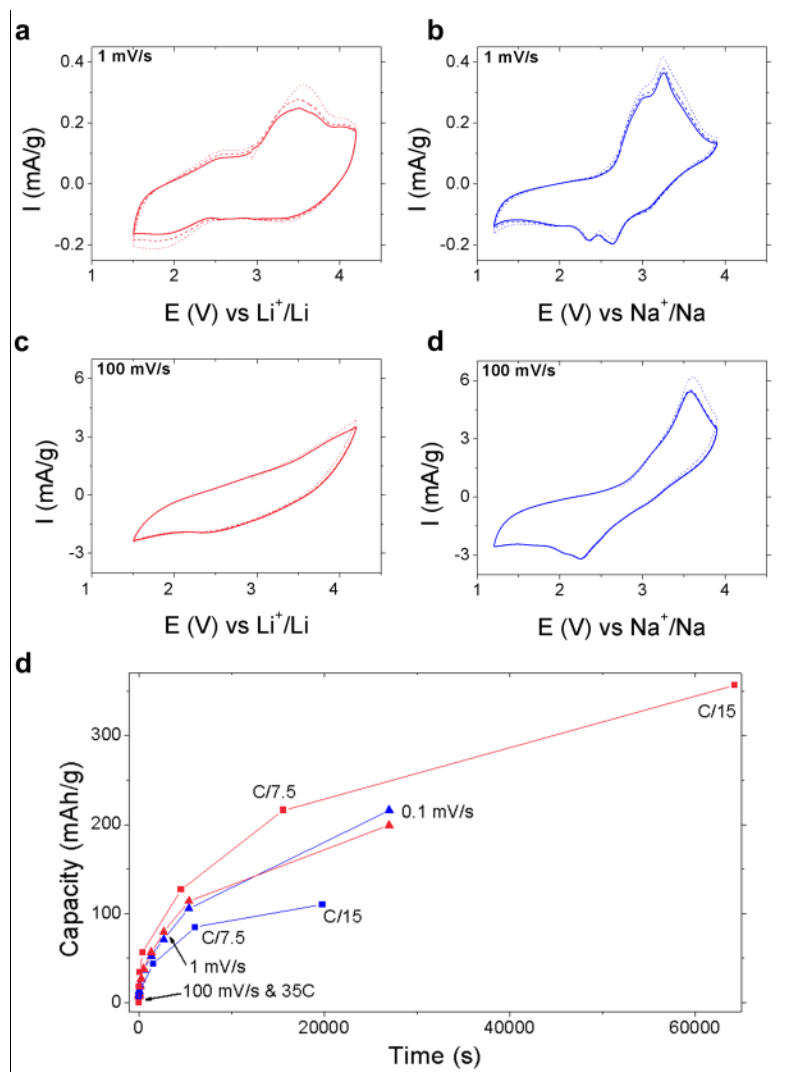 a
1 mV/s
0.4
0.2
0.0
-0.2
I (mA/g)
1 2 3 4
E (V) vs Li⁺/Li
b
1 mV/s
0.4
0.2
0.0
-0.2
I (mA/g)
1 2 3 4
E (V) vs Na⁺/Na
c
100 mV/s
6
3
0
-3
I (mA/g)
1 2 3 4
E (V) vs Li⁺/Li
d
100 mV/s
6
3
0
-3
I (mA/g)
1 2 3 4
E (V) vs Na⁺/Na
d
300
200
100
0
Capacity (mAh/g)
C/15
C/7.5
0.1 mV/s
C/7.5
C/15
1 mV/s
100 mV/s & 35C
0 20000 40000 60000
Time (s)